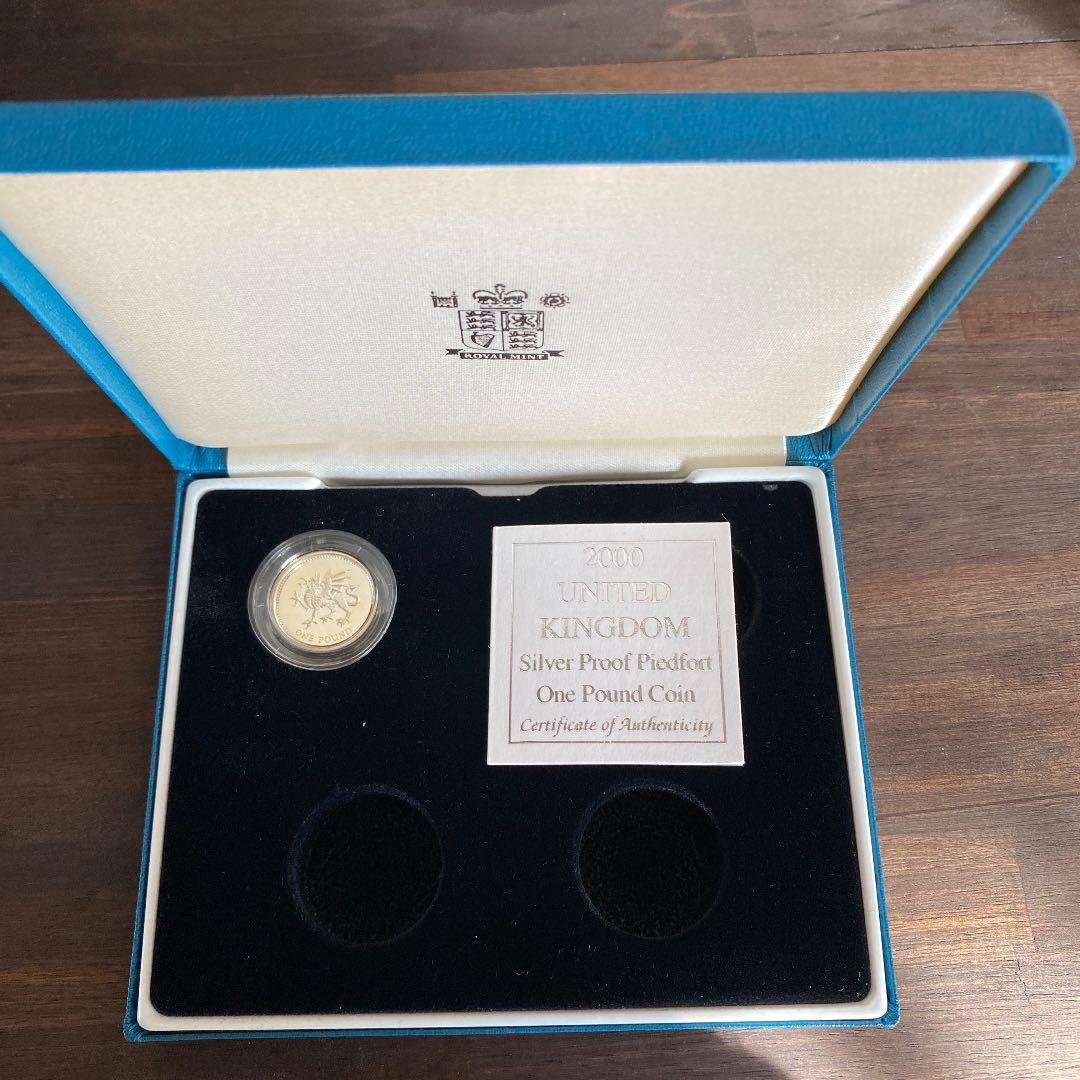 ROYAL MINT
ONE POUND
2000
UNITED
KINGDOM
Silver Proof Piedfort
One Pound Coin
Certificate of Authenticity